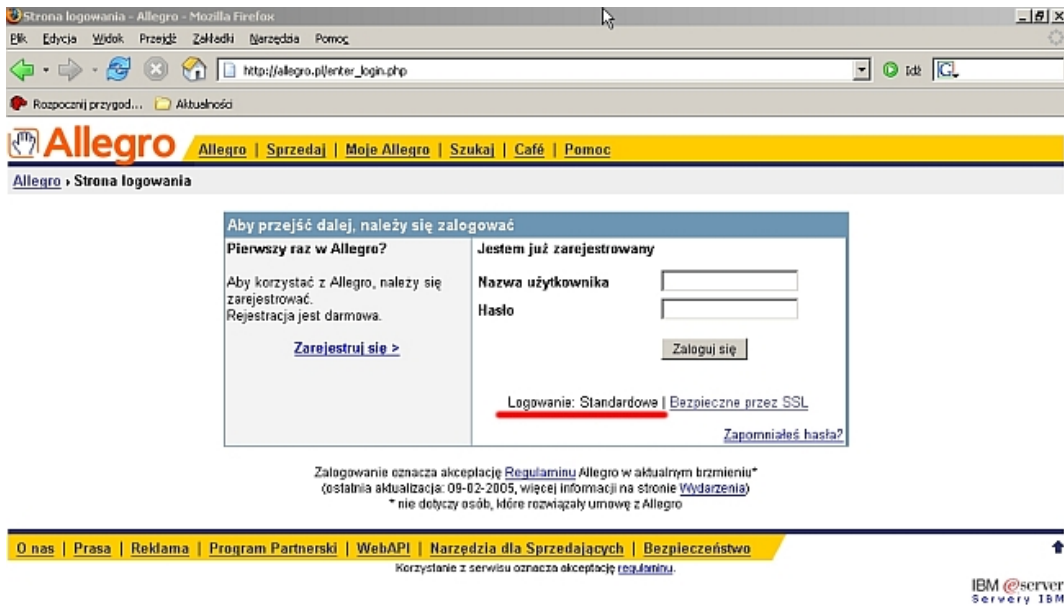 Strona logowania - Allegro - Mozilla Firefox
Plik Edycja Widok Przejdź Zakładki Narzędzia Pomoc
http://allegro.pl/enter_login.php Idź G
Rozpocznij przygod... Aktualności
Allegro Allegro | Sprzedaj | Moje Allegro | Szukaj | Café | Pomoc
Allegro › Strona logowania
Aby przejść dalej, należy się zalogować
Pierwszy raz w Allegro?
Aby korzystać z Allegro, należy się
zarejestrować.
Rejestracja jest darmowa.
Zarejestruj się >
Jestem już zarejestrowany
Nazwa użytkownika
Hasło
Zaloguj się
Logowanie: Standardowe | Bezpieczne przez SSL
Zapomniałeś hasła?
Zalogowanie oznacza akceptację Regulaminu Allegro w aktualnym brzmieniu*
(ostatnia aktualizacja: 09-02-2005, więcej informacji na stronie Wydarzenia)
* nie dotyczy osób, które rozwiązały umowę z Allegro
O nas | Prasa | Reklama | Program Partnerski | WebAPI | Narzędzia dla Sprzedających | Bezpieczeństwo
Korzystanie z serwisu oznacza akceptację regulaminu.
IBM @server
Serwery IBM